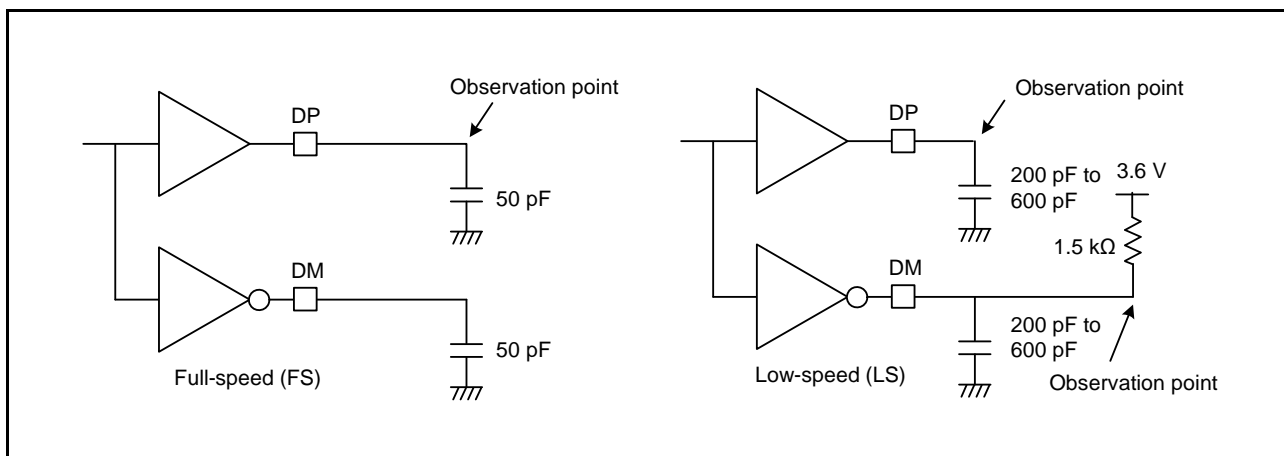 Observation point
DP
50 pF
DM
50 pF
Full-speed (FS)
Observation point
DP
200 pF to
600 pF
3.6 V
1.5 kΩ
DM
200 pF to
600 pF
Low-speed (LS)
Observation point